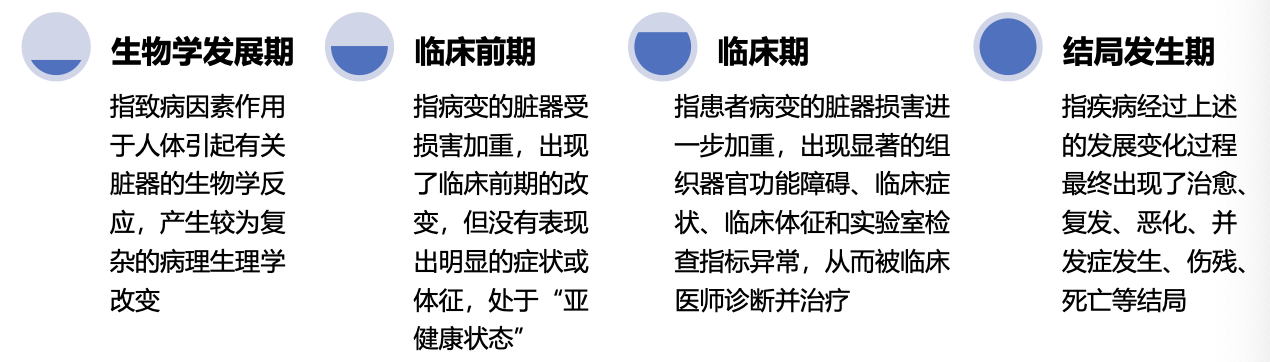 生物学发展期
指致病因素作用
于人体引起有关
脏器的生物学反
应，产生较为复
杂的病理生理学
改变
临床前期
指病变的脏器受
损害加重，出现
了临床前期的改
变，但没有表现
出明显的症状或
体征，处于“亚
健康状态”
临床期
指患者病变的脏器损害进
一步加重，出现显著的组
织器官功能障碍、临床症
状、临床体征和实验室检
查指标异常，从而被临床
医师诊断并治疗
结局发生期
指疾病经过上述
的发展变化过程
最终出现了治愈、
复发、恶化、并
发症发生、伤残、
死亡等结局